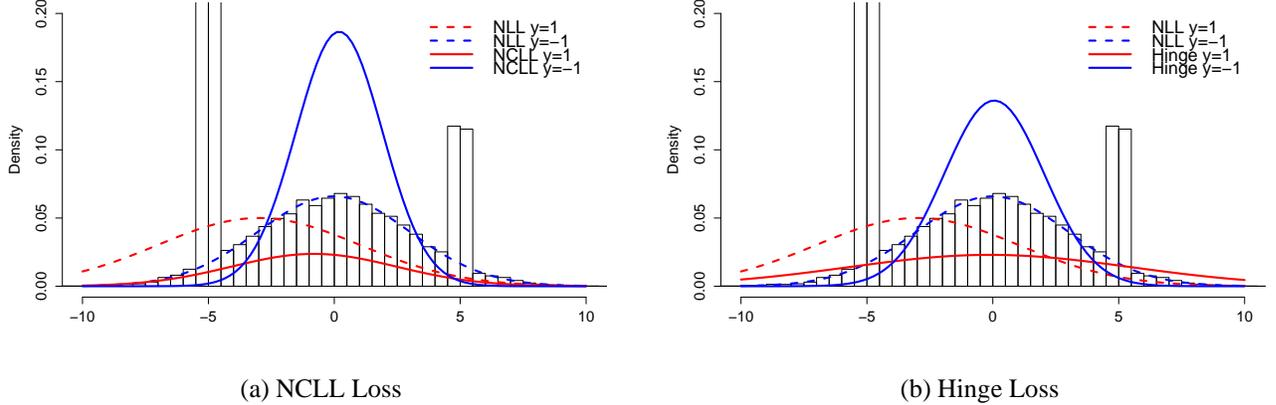 0.20
0.15
0.10
0.05
0.00
Density
−10 −5 0 5 10
NLL y=1
NLL y=−1
NCLL y=1
NCLL y=−1
(a) NCLL Loss
0.20
0.15
0.10
0.05
0.00
Density
−10 −5 0 5 10
NLL y=1
NLL y=−1
Hinge y=1
Hinge y=−1
(b) Hinge Loss